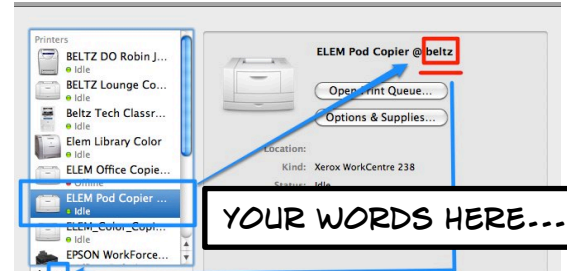 Printers
BELTZ DO Robin J...
Idle
BELTZ Lounge Co...
Idle
Beltz Tech Classr...
Idle
Elem Library Color
Idle
ELEM Office Copie...
Offline
ELEM Pod Copier ...
Idle
ELEM_Color_Copi...
Idle
EPSON WorkForce...
ELEM Pod Copier @ beltz
Open Print Queue...
Options & Supplies...
Location:
Kind: Xerox WorkCentre 238
Status: Idle
YOUR WORDS HERE...